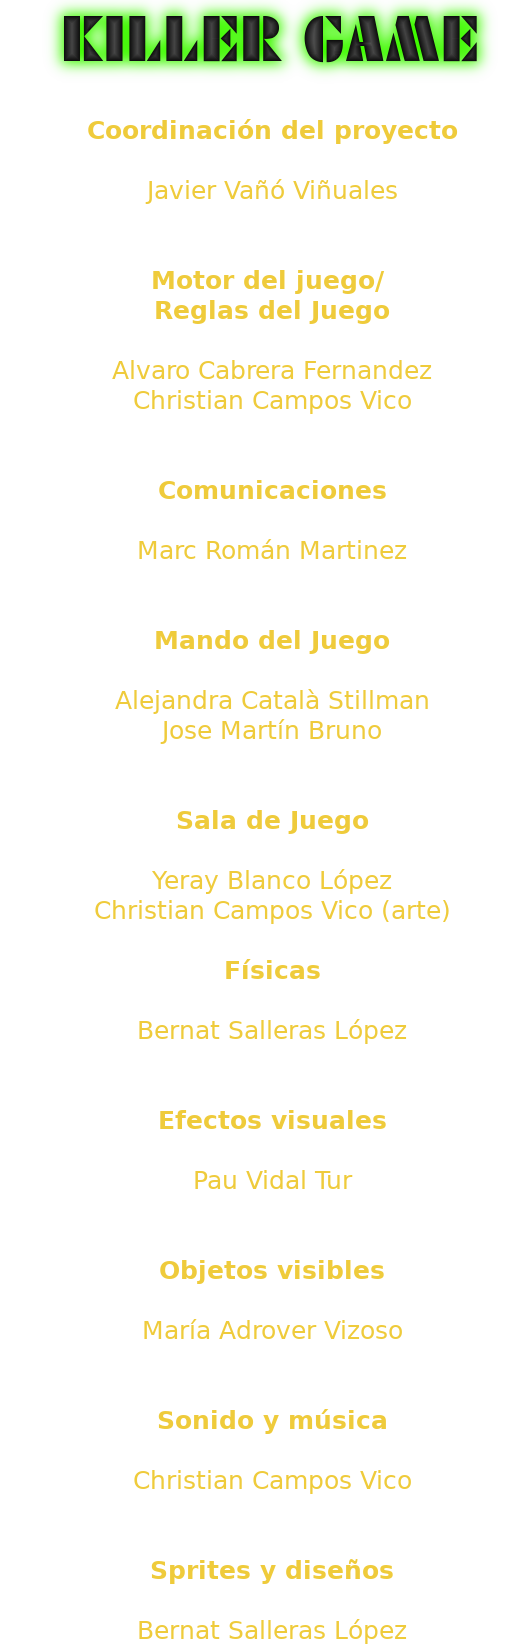 KILLER GAME
Coordinación del proyecto
Javier Vañó Viñuales
Motor del juego/
Reglas del Juego
Alvaro Cabrera Fernandez
Christian Campos Vico
Comunicaciones
Marc Román Martinez
Mando del Juego
Alejandra Català Stillman
Jose Martín Bruno
Sala de Juego
Yeray Blanco López
Christian Campos Vico (arte)
Físicas
Bernat Salleras López
Efectos visuales
Pau Vidal Tur
Objetos visibles
María Adrover Vizoso
Sonido y música
Christian Campos Vico
Sprites y diseños
Bernat Salleras López